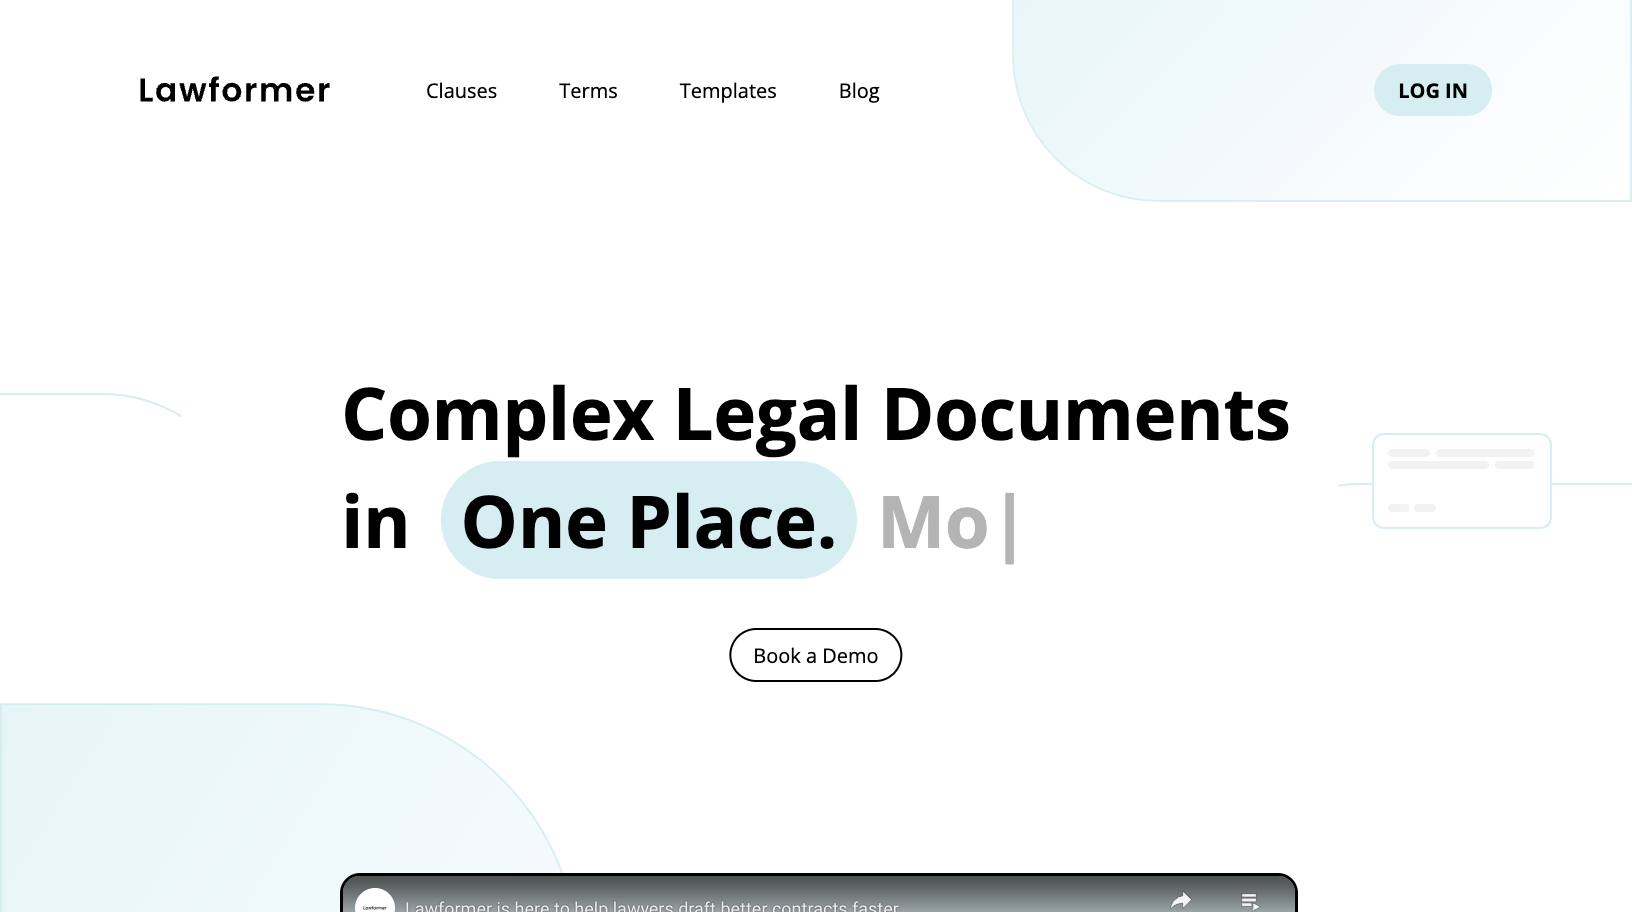 Lawformer
Clauses
Terms
Templates
Blog
LOG IN
Complex Legal Documents
in One Place. Mo|
Book a Demo
Lawformer
Lawformer is here to help lawyers draft better contracts faster